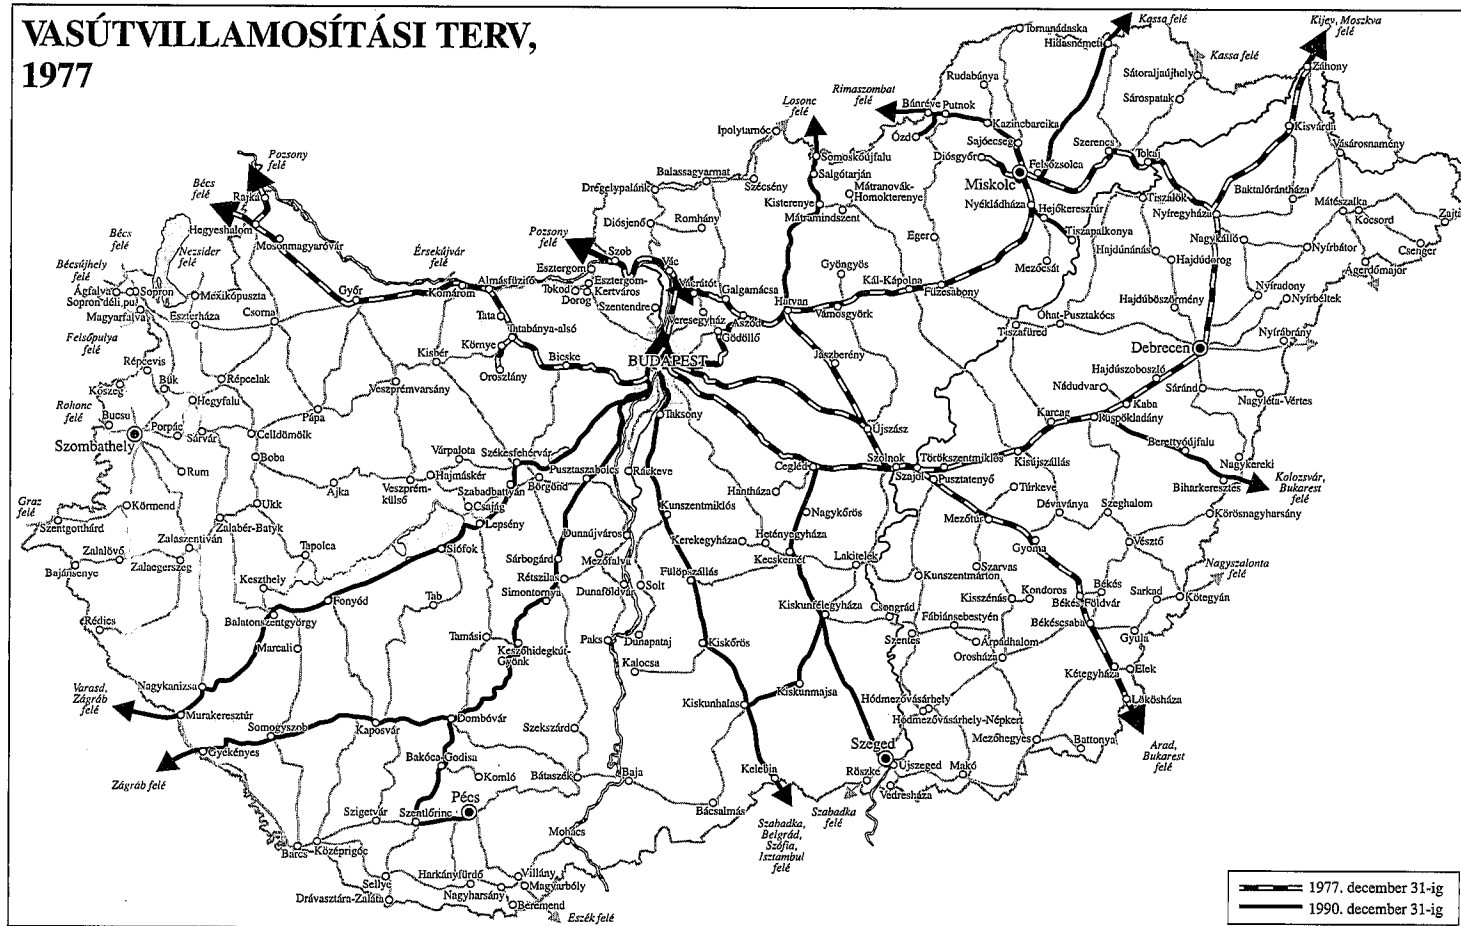 VASÚTVILLAMOSÍTÁSI TERV,
1977
Kassa felé
Kijev, Moszkva
felé
Tornanádaska
Hidasnémeti
Kassa felé
Záhony
Sátoraljaújhely
Rudabánya
Sárospatak
Rimaszombat
felé
Losonc
felé
Bánréve
Putnok
Kazincbarcika
Ózd
Sajóecseg
Kisvárda
Ipolytarnóc
Somoskőújfalu
Salgótarján
Diósgyőr
Felsőzsolca
Szerencs
Tokaj
Vásárosnamény
Miskolc
Pozsony
felé
Bécs
felé
Rajka
Balassagyarmat
Szécsény
Drégelypalánk
Mátranovák-
Homokterenye
Kisterenye
Mátramindszent
Nyékládháza
Hejőkeresztúr
Tiszalök
Nyíregyháza
Baktalórántháza
Mátészalka
Kocsord
Zajta
Hegyeshalom
Mosonmagyaróvár
Diósjenő
Romhány
Eger
Tiszapalkonya
Mezőcsát
Hajdúnánás
Hajdúdorog
Nagykálló
Nyírbátor
Csenger
Ágerdőmajor
Bécs
felé
Nezsider
felé
Pozsony
felé
Szob
Vác
Érsekújvár
felé
Esztergom
Esztergom-
Kertváros
Tokod
Dorog
Vácrátót
Galgamácsa
Gyöngyös
Kál-Kápolna
Füzesabony
Bécsújhely
felé
Ágfalva
Sopron
Sopron déli pu.
Magyarfalva
Mexikópuszta
Eszterháza
Csorna
Győr
Komárom
Almásfüzitő
Szentendre
Veresegyház
Aszód
Gödöllő
Hatvan
Vámosgyörk
Hajdúböszörmény
Nyíradony
Nyírbéltek
Ohat-Pusztakócs
Tiszafüred
Nyírábrány
Felsőpulya
felé
Tata
Tatabánya-alsó
Környe
Oroszlány
Bicske
BUDAPEST
Jászberény
Debrecen
Répcevis
Kőszeg
Bük
Répcelak
Kisbér
Veszprémvarsány
Hajdúszoboszló
Nádudvar
Sáránd
Nagyléta-Vértes
Rohonc
felé
Bucsu
Hegyfalu
Pápa
Taksony
Kaba
Karcag
Püspökladány
Szombathely
Porpác
Sárvár
Celldömölk
Boba
Rum
Újszász
Berettyóújfalu
Várpalota
Székesfehérvár
Pusztaszabolcs
Ráckeve
Cegléd
Szolnok
Szajol
Törökszentmiklós
Kisújszállás
Nagykereki
Biharkeresztes
Kolozsvár,
Bukarest
felé
Ajka
Veszprém-
külső
Hajmáskér
Szabadbattyán
Börgönd
Csajág
Lepsény
Hantháza
Pusztatenyő
Túrkeve
Graz
felé
Szentgotthárd
Körmend
Ukk
Zalabér-Batyk
Kunszentmiklós
Nagykőrös
Dévaványa
Szeghalom
Körösnagyharsány
Mezőtúr
Zalalövő
Zalaszentiván
Zalaegerszeg
Bajánsenye
Tapolca
Siófok
Dunaújváros
Kerekegyháza
Hetényegyháza
Kecskemét
Lakitelek
Gyoma
Vésztő
Sárbogárd
Mezőfalva
Rétszilas
Keszthely
Fülöpszállás
Kunszentmárton
Szarvas
Nagyszalonta
felé
Fonyód
Balatonszentgyörgy
Tab
Simontornya
Dunaföldvár
Solt
Kiskunfélegyháza
Csongrád
Kisszénás
Kondoros
Békés
Békés Földvár
Sarkad
Kötegyán
Rédics
Fábiánsebestyén
Békéscsaba
Tamási
Keszőhidegkút-
Gyönk
Paks
Dunapataj
Kiskőrös
Szentes
Árpádhalom
Orosháza
Gyula
Marcali
Kalocsa
Kétegyháza
Elek
Varasd,
Zágráb
felé
Nagykanizsa
Murakeresztúr
Kiskunmajsa
Kiskunhalas
Hódmezővásárhely
Hódmezővásárhely-Népkert
Lökösháza
Somogyszob
Kaposvár
Dombóvár
Szekszárd
Mezőhegyes
Battonya
Gyékényes
Zágráb felé
Bakóca-Godisa
Komló
Szeged
Újszeged
Röszke
Makó
Arad,
Bukarest
felé
Bátaszék
Baja
Kelebia
Vedresháza
Pécs
Szigetvár
Szentlőrinc
Bácsalmás
Szabadka,
Belgrád,
Szófia,
Isztambul
felé
Szabadka
felé
Mohács
Barcs
Középrigóc
Sellye
Harkányfürdő
Villány
Magyarbóly
Nagyharsány
Drávasztára-Zaláta
Beremend
Eszék felé
1977. december 31-ig
1990. december 31-ig